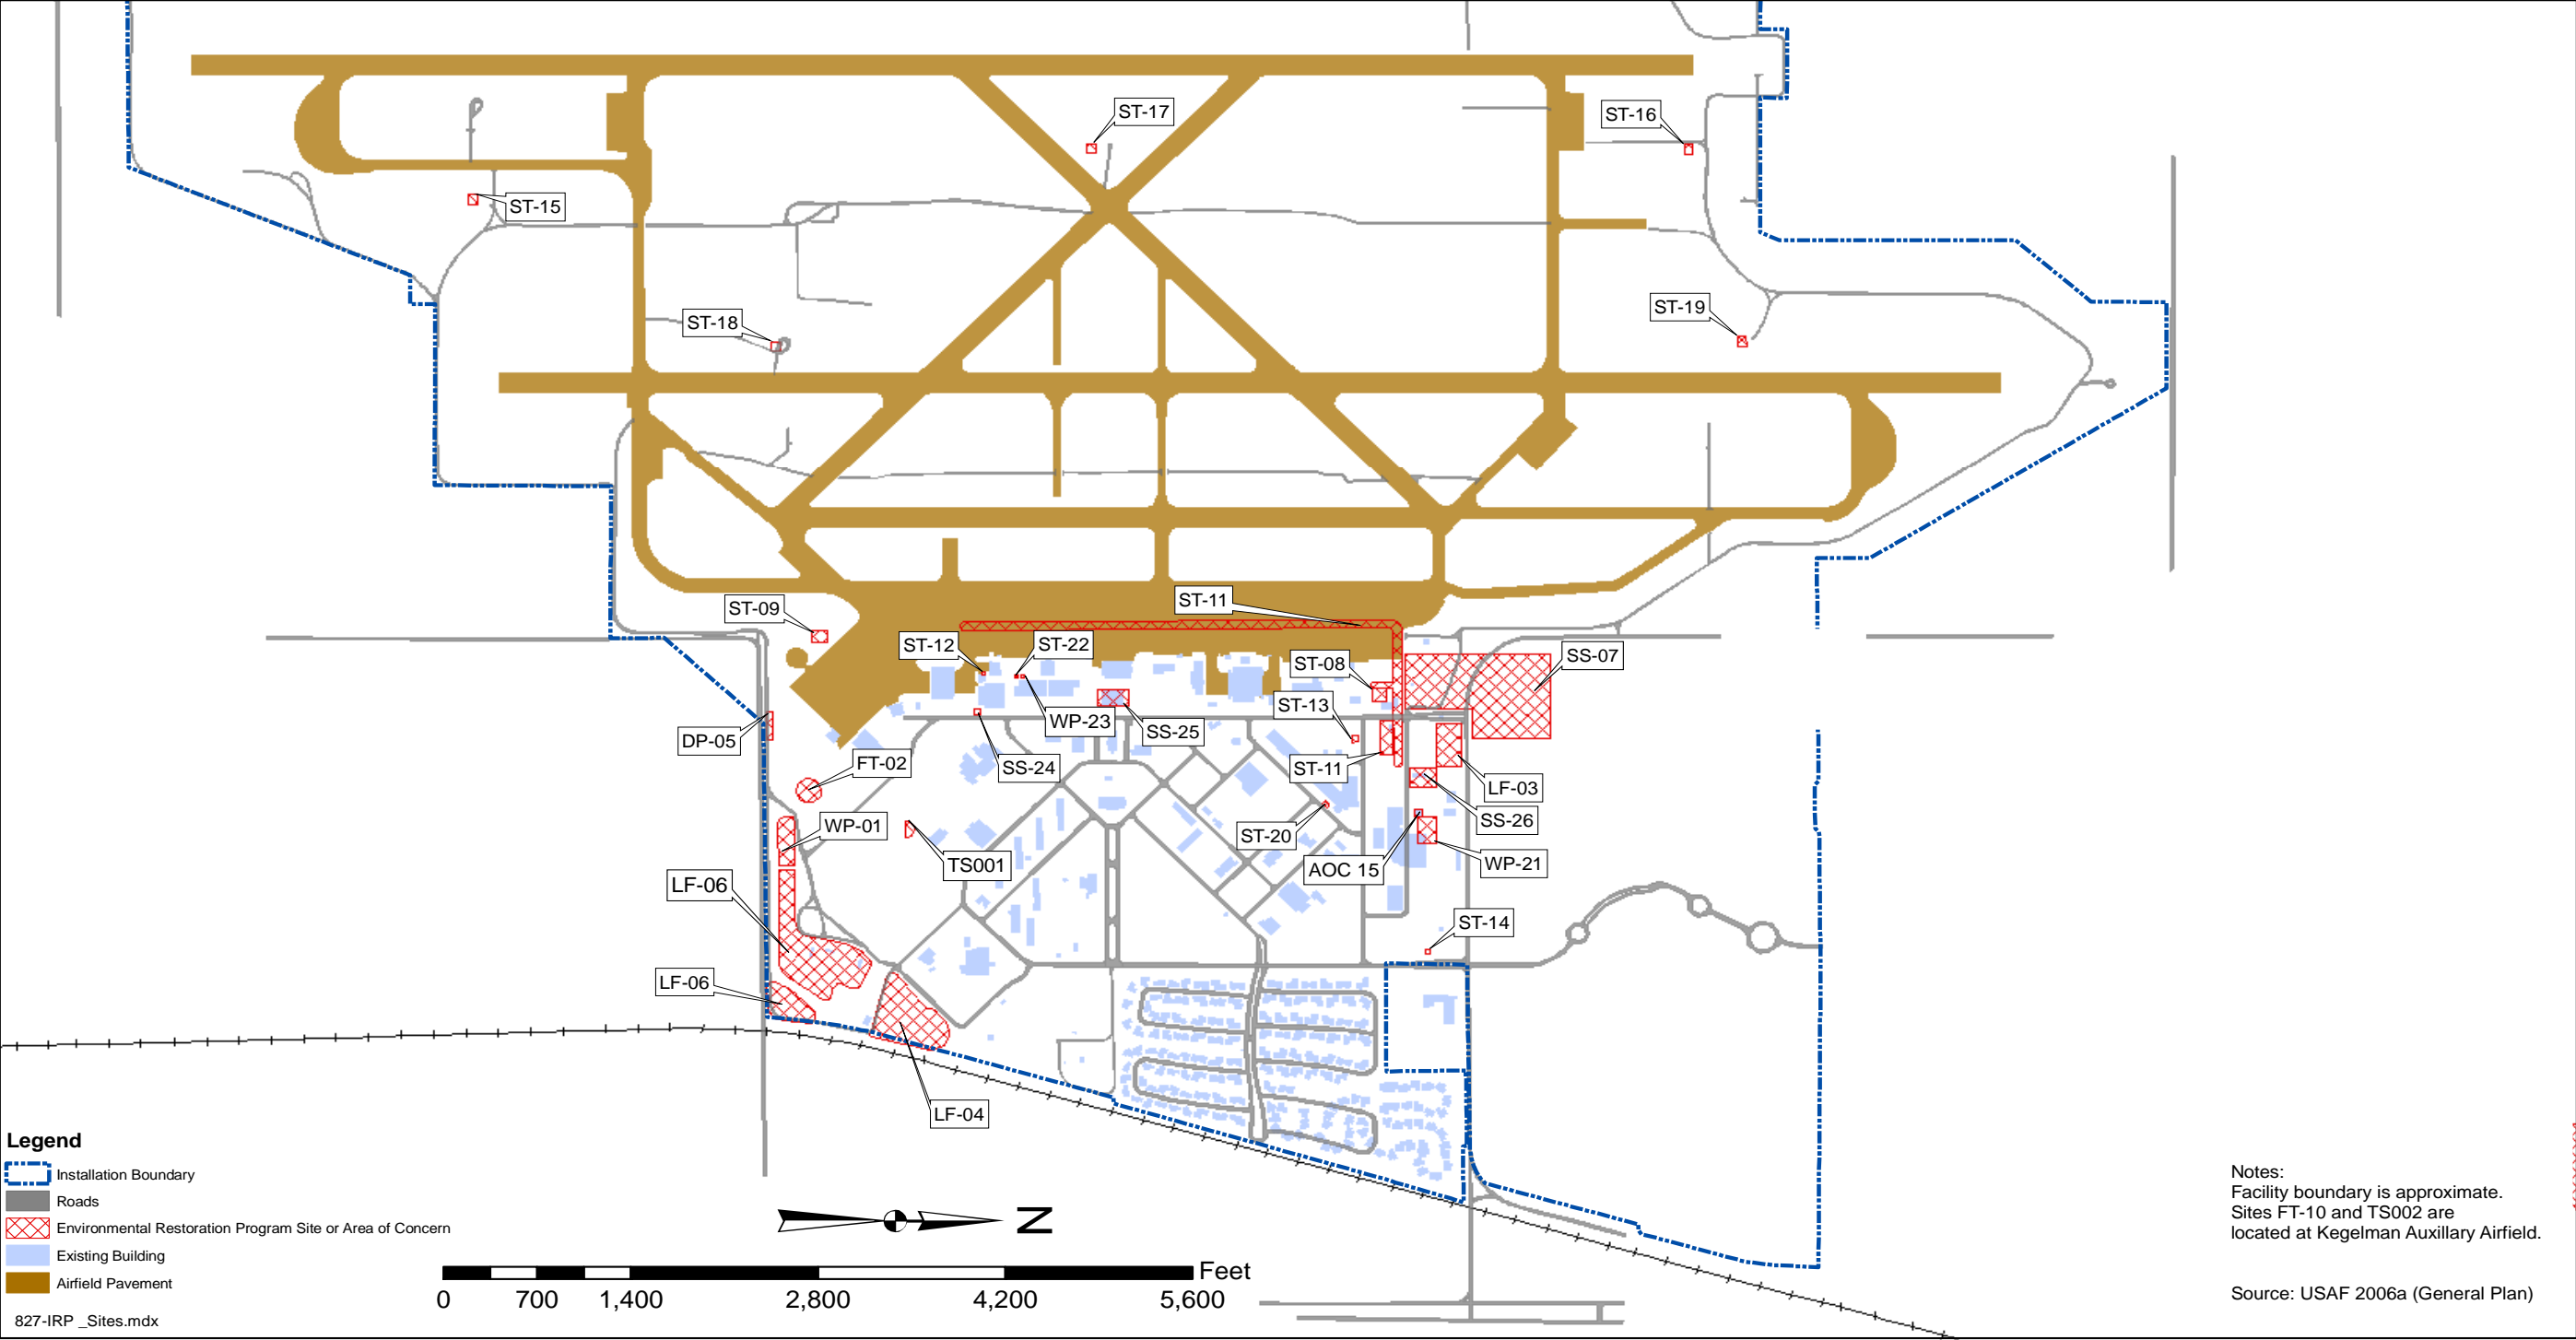 ST-17
ST-16
ST-15
ST-19
ST-18
ST-11
ST-09
ST-12
ST-22
ST-08
SS-07
ST-13
WP-23
SS-25
DP-05
FT-02
SS-24
ST-11
LF-03
SS-26
WP-01
ST-20
TS001
AOC 15
WP-21
LF-06
ST-14
LF-06
LF-04
Legend
Installation Boundary
Roads
Environmental Restoration Program Site or Area of Concern
Existing Building
Airfield Pavement
827-IRP _Sites.mdx
N
Feet
0 700 1,400 2,800 4,200 5,600
Notes:
Facility boundary is approximate.
Sites FT-10 and TS002 are
located at Kegelman Auxillary Airfield.
Source: USAF 2006a (General Plan)